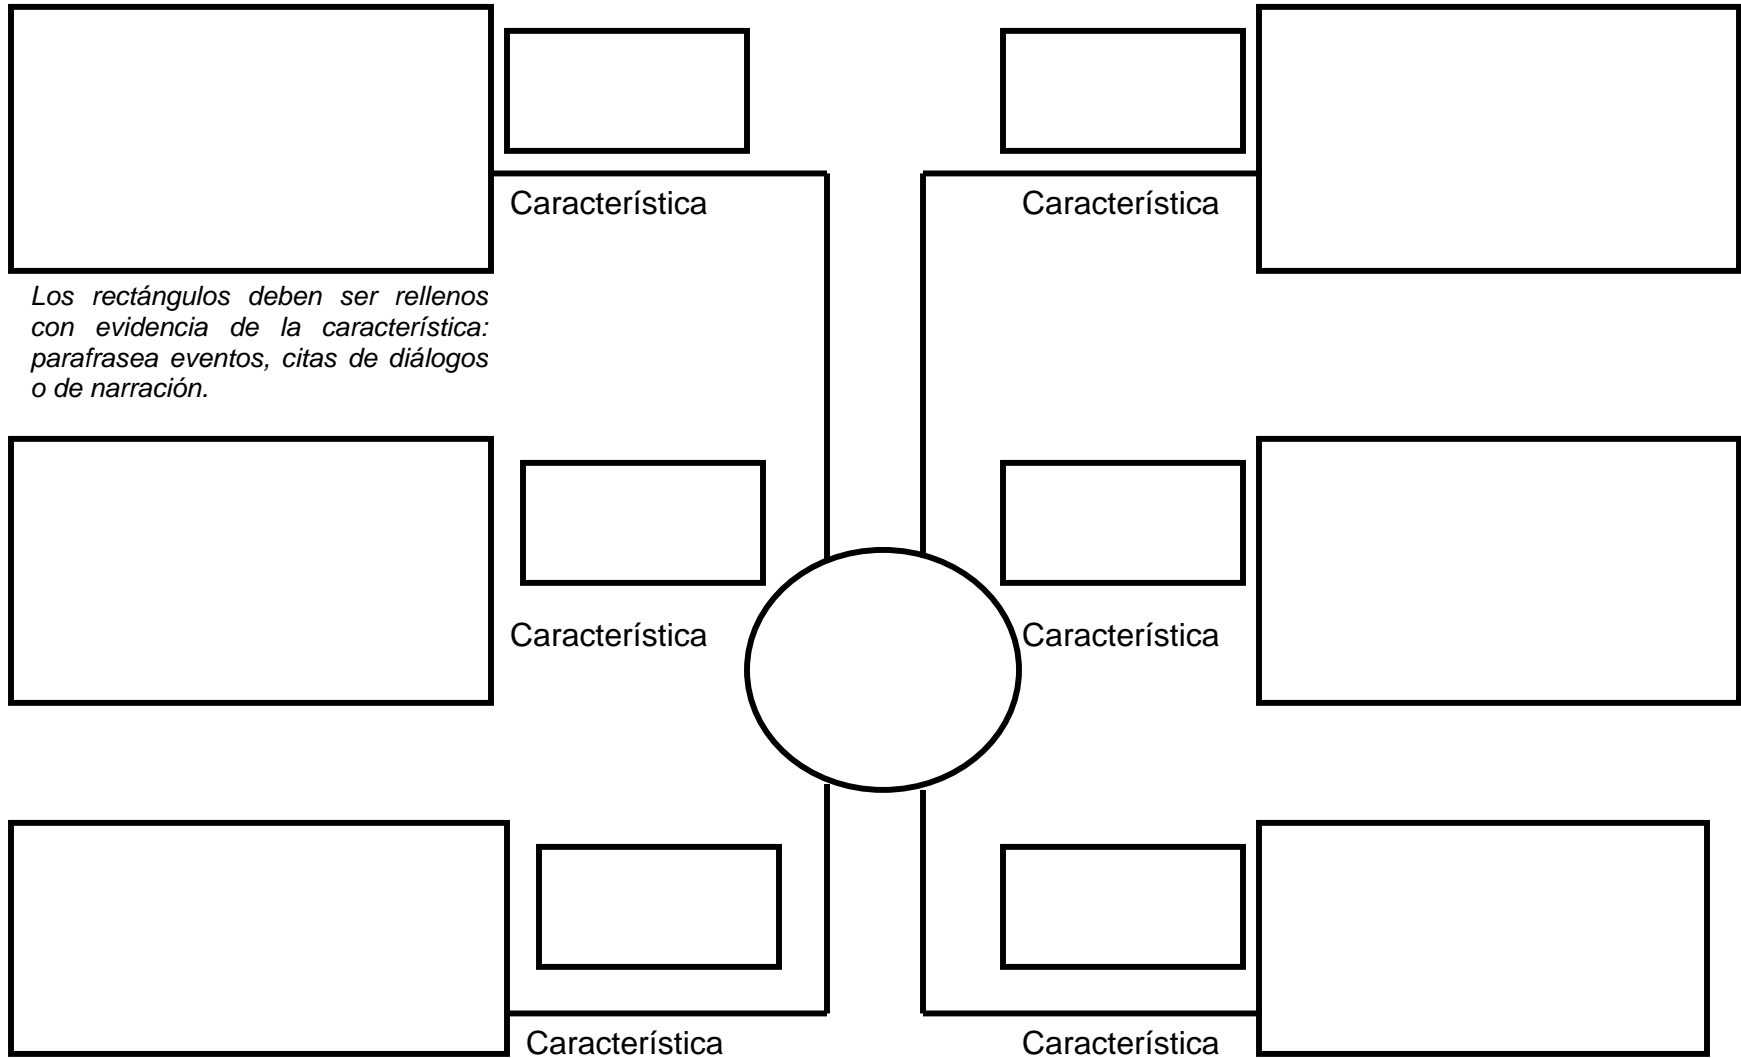 Característica
Característica
Los rectángulos deben ser rellenos
con evidencia de la característica:
parafrasea eventos, citas de diálogos
o de narración.
Característica
Característica
Característica
Característica